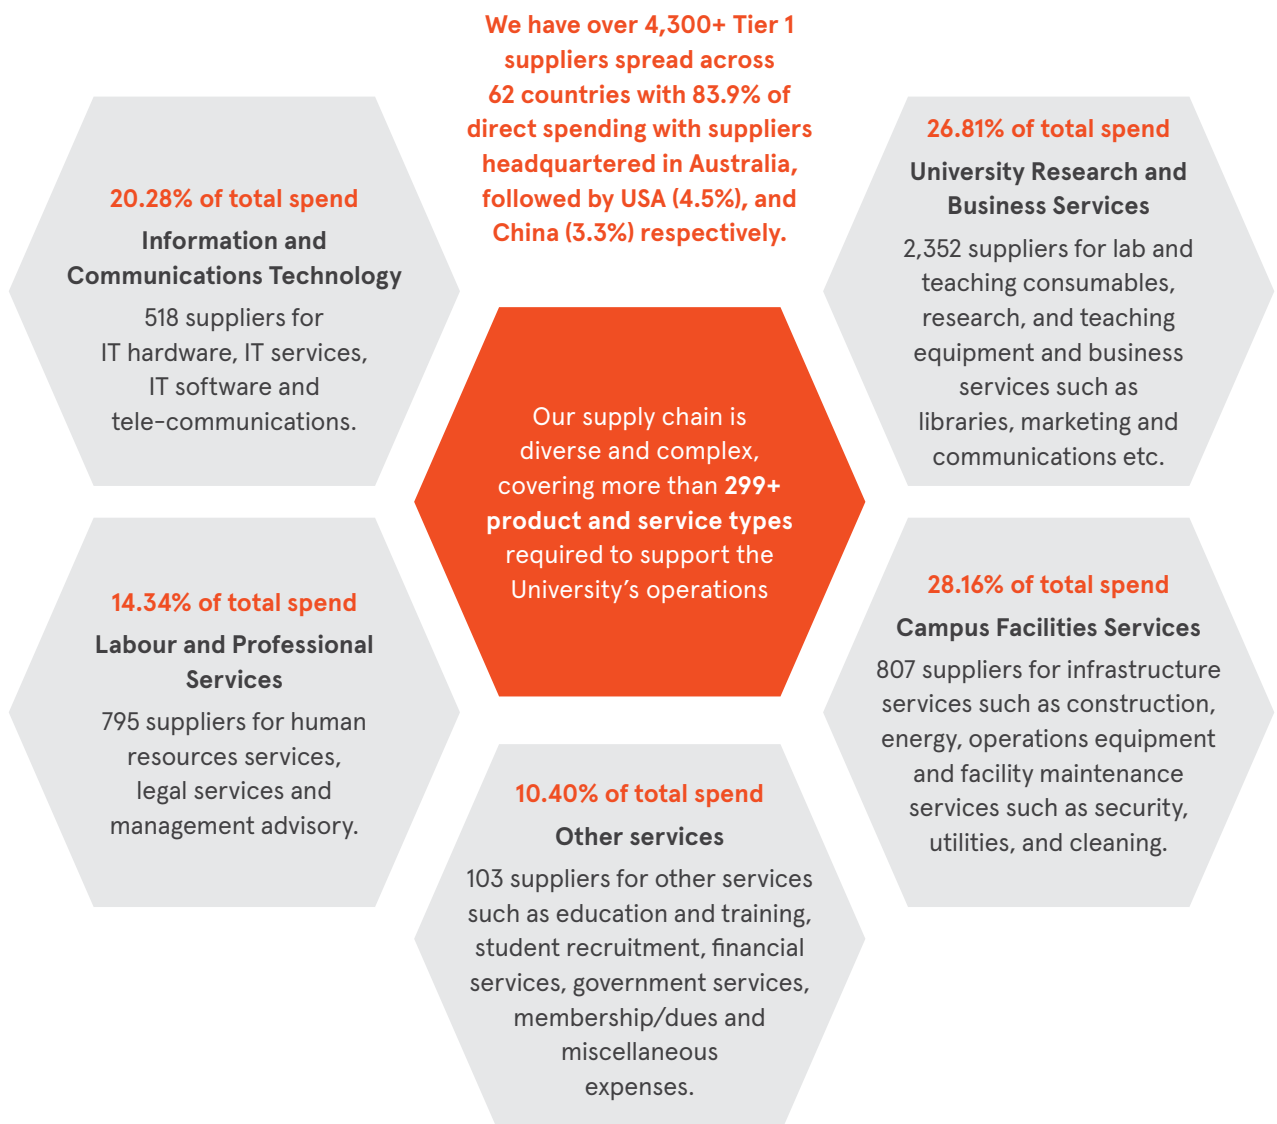 We have over 4,300+ Tier 1
suppliers spread across
62 countries with 83.9% of
direct spending with suppliers
headquartered in Australia,
followed by USA (4.5%), and
China (3.3%) respectively.
20.28% of total spend
Information and
Communications Technology
518 suppliers for
IT hardware, IT services,
IT software and
tele-communications.
26.81% of total spend
University Research and
Business Services
2,352 suppliers for lab and
teaching consumables,
research, and teaching
equipment and business
services such as
libraries, marketing and
communications etc.
Our supply chain is
diverse and complex,
covering more than 299+
product and service types
required to support the
University’s operations
14.34% of total spend
Labour and Professional
Services
795 suppliers for human
resources services,
legal services and
management advisory.
28.16% of total spend
Campus Facilities Services
807 suppliers for infrastructure
services such as construction,
energy, operations equipment
and facility maintenance
services such as security,
utilities, and cleaning.
10.40% of total spend
Other services
103 suppliers for other services
such as education and training,
student recruitment, financial
services, government services,
membership/dues and
miscellaneous
expenses.